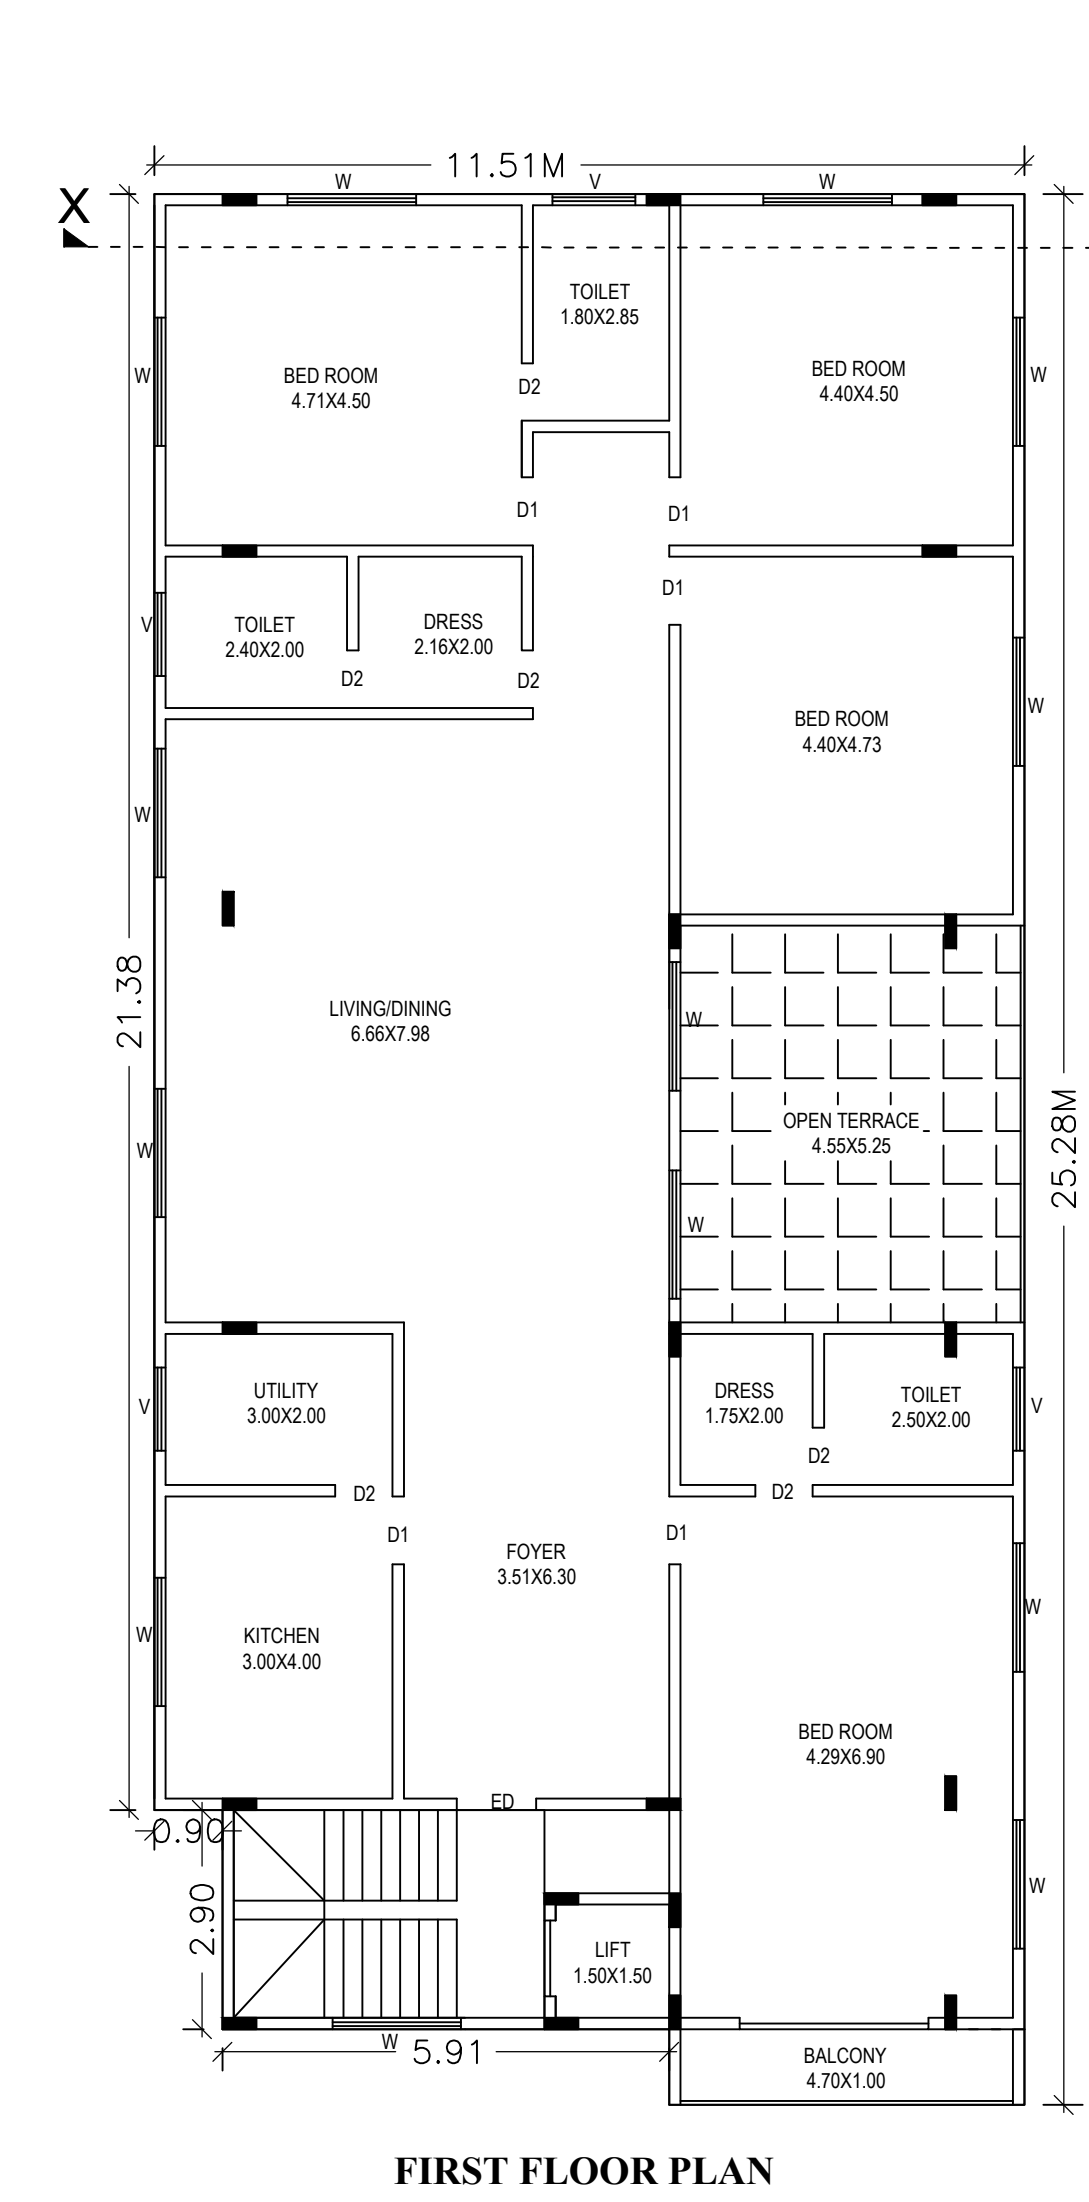 11.51M
W
V
W
X
TOILET
1.80X2.85
BED ROOM
4.71X4.50
BED ROOM
4.40X4.50
W
W
D2
D1
D1
D1
V
TOILET
2.40X2.00
DRESS
2.16X2.00
D2
D2
BED ROOM
4.40X4.73
W
W
21.38
LIVING/DINING
6.66X7.98
W
OPEN TERRACE
4.55X5.25
25.28M
W
W
UTILITY
3.00X2.00
V
DRESS
1.75X2.00
TOILET
2.50X2.00
V
D2
D2
D2
D1
D1
FOYER
3.51X6.30
W
KITCHEN
3.00X4.00
W
BED ROOM
4.29X6.90
ED
0.90
2.90
W
LIFT
1.50X1.50
W
5.91
BALCONY
4.70X1.00
FIRST FLOOR PLAN